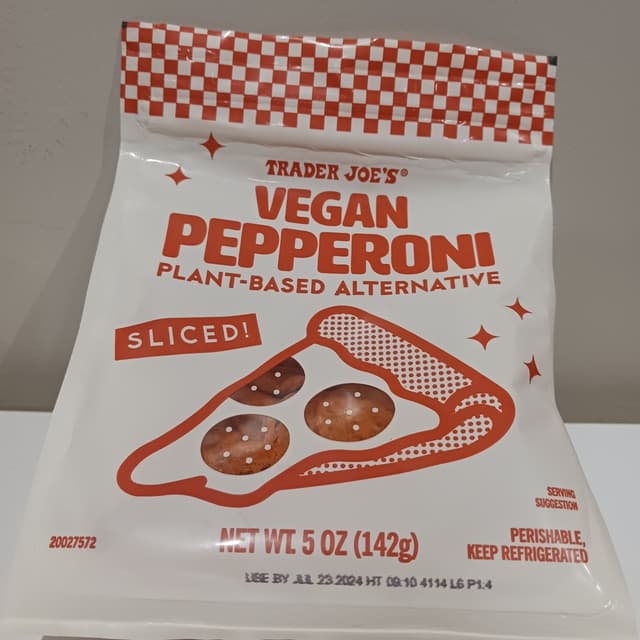 TRADER JOE'S®
VEGAN
PEPPERONI
PLANT-BASED ALTERNATIVE
SLICED!
SERVING
SUGGESTION
NET WT. 5 OZ (142g)
PERISHABLE,
KEEP REFRIGERATED
20027572
USE BY JUL 23 2024 HT 09:10 4114 L6 P1:4